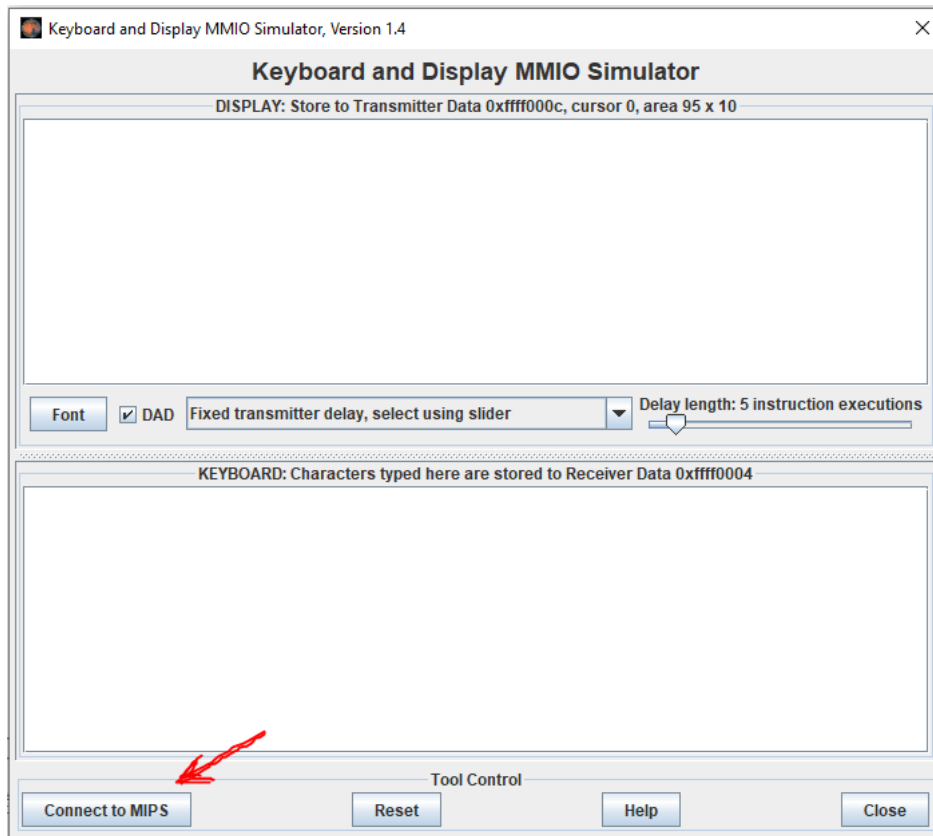 Keyboard and Display MMIO Simulator, Version 1.4
Keyboard and Display MMIO Simulator
DISPLAY: Store to Transmitter Data 0xffff000c, cursor 0, area 95 x 10
Font DAD Fixed transmitter delay, select using slider Delay length: 5 instruction executions
KEYBOARD: Characters typed here are stored to Receiver Data 0xffff0004
Tool Control
Connect to MIPS Reset Help Close